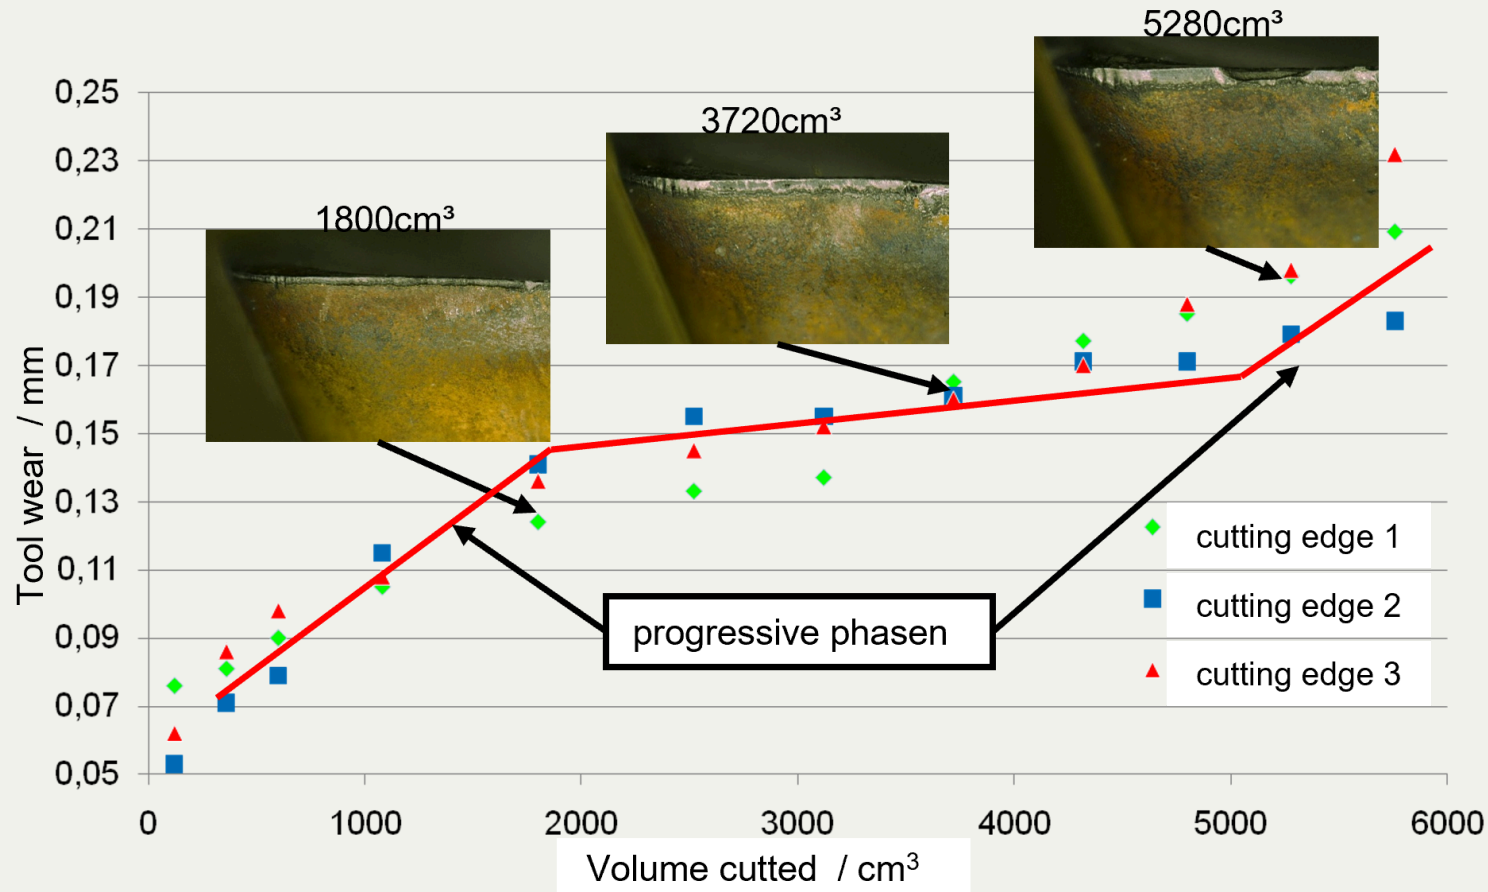 5280cm³
3720cm³
1800cm³
0,25
0,23
0,21
0,19
0,17
0,15
0,13
0,11
0,09
0,07
0,05
Tool wear / mm
cutting edge 1
cutting edge 2
cutting edge 3
progressive phasen
0 1000 2000 3000 4000 5000 6000
Volume cutted / cm³